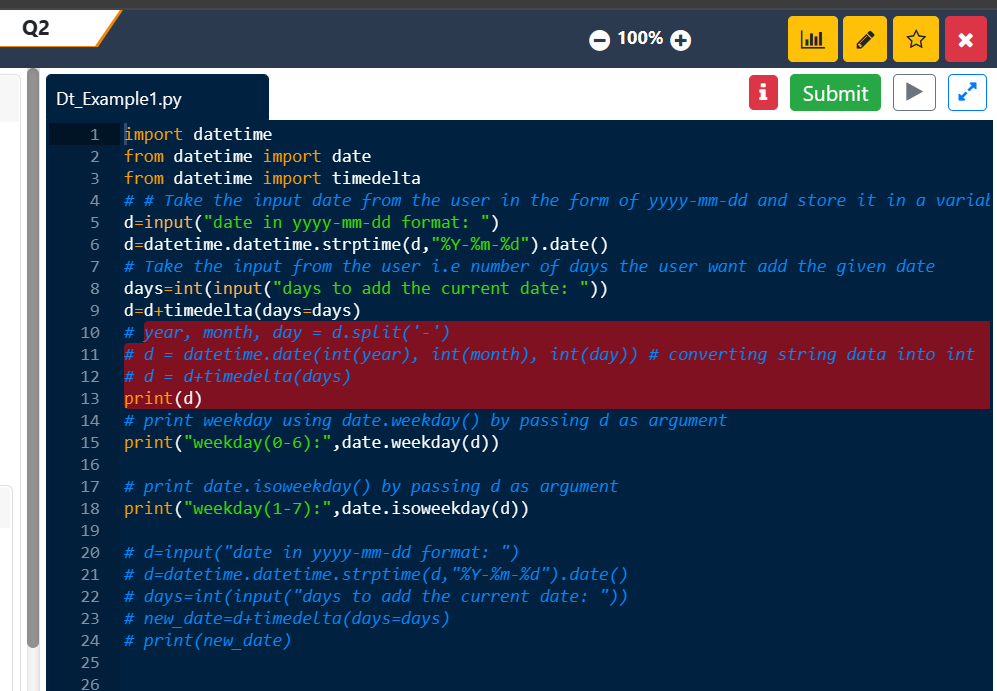 Q2
100%
Dt_Example1.py
Submit
1 import datetime
2 from datetime import date
3 from datetime import timedelta
4 # # Take the input date from the user in the form of yyyy-mm-dd and store it in a
5 d=input("date in yyyy-mm-dd format: ")
6 d=datetime.datetime.strptime(d,"%Y-%m-%d").date()
7 # Take the input from the user i.e number of days the user want add the given date
8 days=int(input("days to add the current date: "))
9 d=d+timedelta(days=days)
10 # year, month, day = d.split('-')
11 # d = datetime.date(int(year), int(month), int(day)) # converting string data into int
12 # d = d+timedelta(days)
13 print(d)
14 # print weekday using date.weekday() by passing d as argument
15 print("weekday(0-6):",date.weekday(d))
16
17 # print date.isoweekday() by passing d as argument
18 print("weekday(1-7):",date.isoweekday(d))
19
20 # d=input("date in yyyy-mm-dd format: ")
21 # d=datetime.datetime.strptime(d,"%Y-%m-%d").date()
22 # days=int(input("days to add the current date: "))
23 # new_date=d+timedelta(days=days)
24 # print(new_date)
25
26